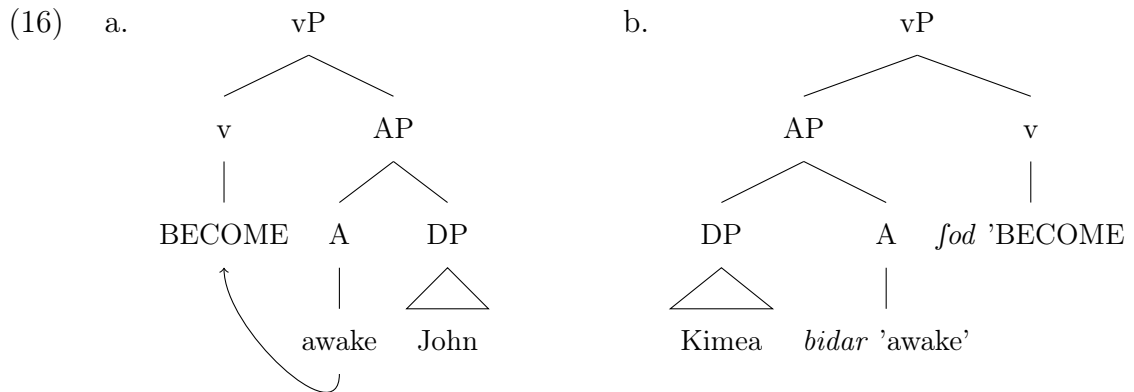 (16) a. vP b. vP
v AP AP v
BECOME A DP DP A ʃod ’BECOME
awake John Kimea bidar ’awake’